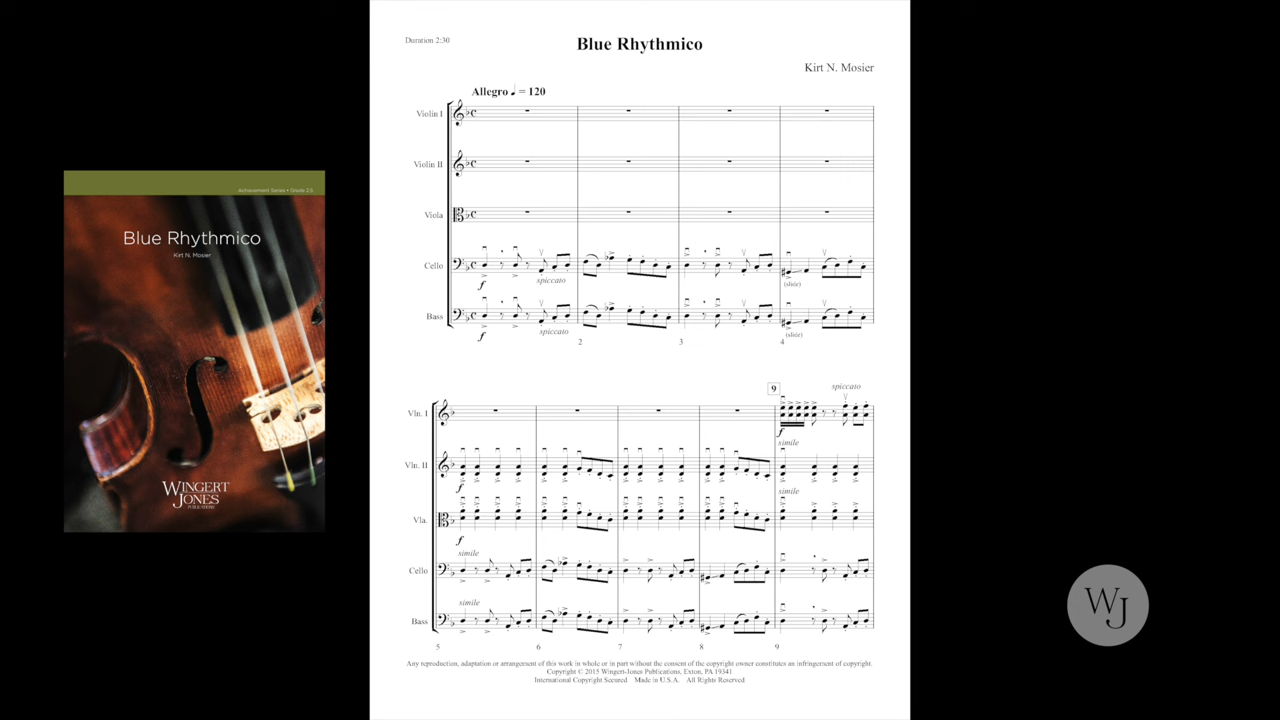 Duration 2:30
Blue Rhythmico
Kirt N. Mosier
Allegro ♩ = 120
Violin I
Violin II
Viola
Cello
f
spiccato
(slide)
Bass
f
spiccato
(slide)
2
3
4
9
spiccato
Vln. I
f
simile
Vln. II
f
simile
Vla.
f
simile
Cello
simile
Bass
5
6
7
8
9
Any reproduction, adaptation or arrangement of this work in whole or in part without the consent of the copyright owner constitutes an infringement of copyright.
Copyright © 2015 Wingert-Jones Publications, Exton, PA 19341
International Copyright Secured Made in U.S.A. All Rights Reserved
Achievement Series • Grade 2.5
Blue Rhythmico
Kirt N. Mosier
WINGERT
JONES
PUBLICATIONS
WJ